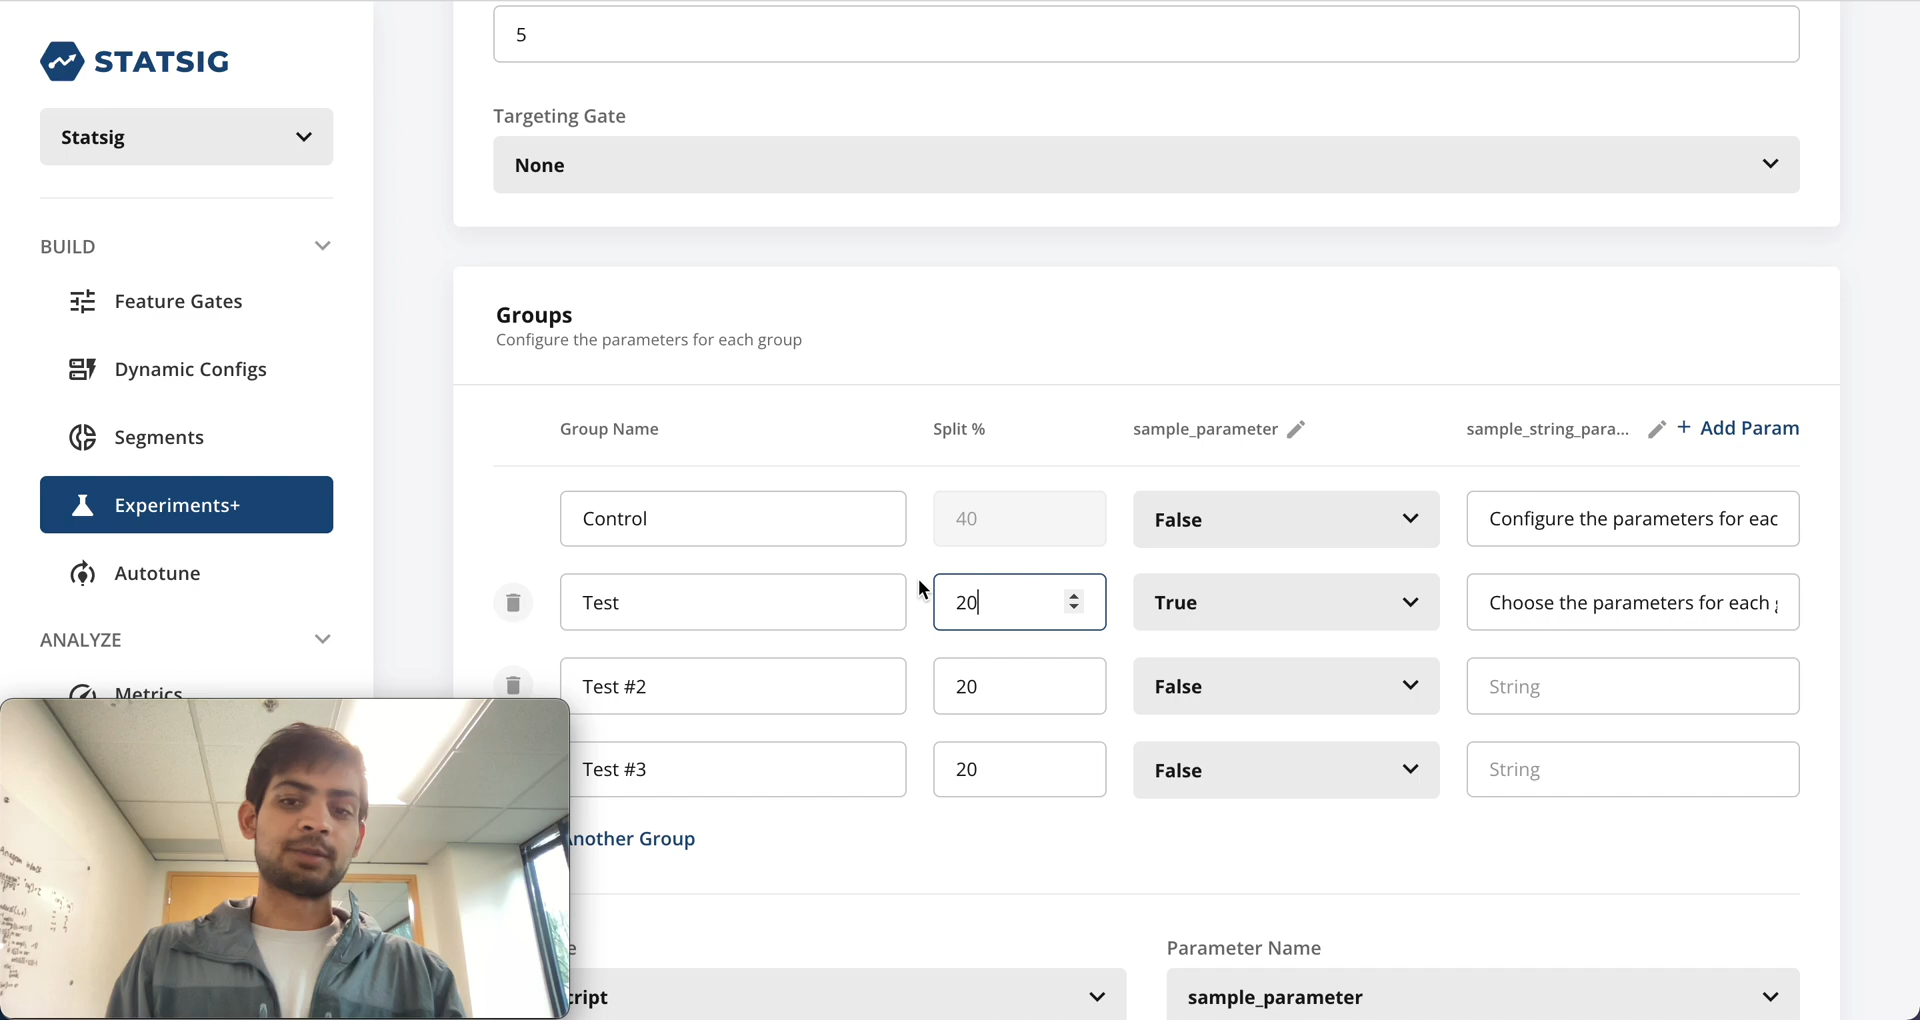 5
STATSIG
Targeting Gate
Statsig
None
BUILD
Feature Gates
Groups
Configure the parameters for each group
Dynamic Configs
Group Name Split % sample_parameter sample_string_para... + Add Param
Segments
Experiments+
Control 40 False Configure the parameters for eac
Autotune
Test 20 True Choose the parameters for each
ANALYZE
Metrics
Test #2 20 False String
Test #3 20 False String
Another Group
e Parameter Name
cript sample_parameter